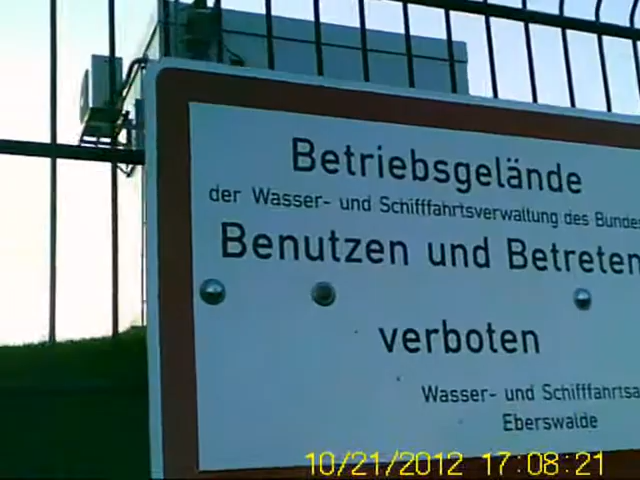 Betriebsgelände
der Wasser- und Schifffahrtsverwaltung des Bundes
Benutzen und Betreten
verboten
Wasser- und Schifffahrtsa
Eberswalde
10/21/2012 17:08:21